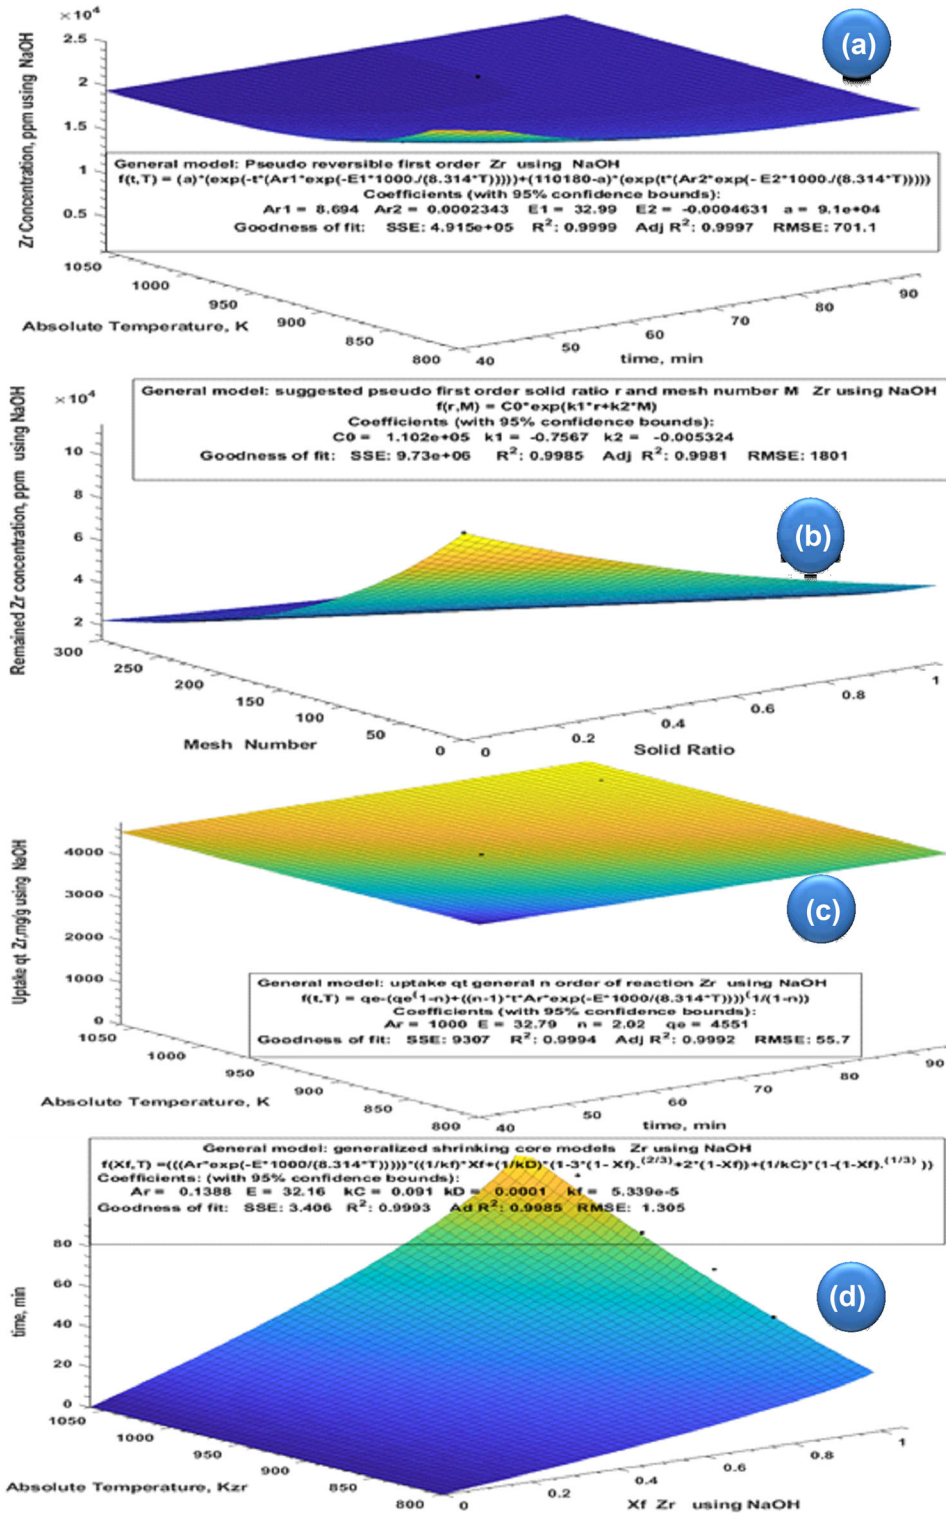 ×10⁴
(a)
2.5
2
1.5
1
0.5
Zr Concentration, ppm using NaOH
General model: Pseudo reversible first order Zr using NaOH
f(t,T) = (a)*(exp(-t*(Ar1*exp(-E1*1000./(8.314*T)))))+(110180-a)*(exp(t*(Ar2*exp(- E2*1000./(8.314*T)))))
Coefficients (with 95% confidence bounds):
Ar1 = 8.694 Ar2 = 0.0002343 E1 = 32.99 E2 = -0.0004631 a = 9.1e+04
Goodness of fit: SSE: 4.915e+05 R²: 0.9999 Adj R²: 0.9997 RMSE: 701.1
1050 1000 950 900 850 800
Absolute Temperature, K
40 50 60 70 80 90
time, min
General model: suggested pseudo first order solid ratio r and mesh number M Zr using NaOH
f(r,M) = C0*exp(k1*r+k2*M)
Coefficients (with 95% confidence bounds):
C0 = 1.102e+05 k1 = -0.7567 k2 = -0.005324
Goodness of fit: SSE: 9.73e+06 R²: 0.9985 Adj R²: 0.9981 RMSE: 1801
×10⁴
10
8
6
4
2
Remained Zr concentration, ppm using NaOH
(b)
300 250 200 150 100 50 0
Mesh Number
0 0.2 0.4 0.6 0.8 1
Solid Ratio
4000
3000
2000
1000
0
Uptake qt Zr,mg/g using NaOH
(c)
General model: uptake qt general n order of reaction Zr using NaOH
f(t,T) = qe-(qe^(1-n)+((n-1)*t*Ar*exp(-E*1000/(8.314*T))))^(1/(1-n))
Coefficients (with 95% confidence bounds):
Ar = 1000 E = 32.79 n = 2.02 qe = 4551
Goodness of fit: SSE: 9307 R²: 0.9994 Adj R²: 0.9992 RMSE: 55.7
1050 1000 950 900 850 800
Absolute Temperature, K
40 50 60 70 80 90
time, min
General model: generalized shrinking core models Zr using NaOH
f(Xf,T) =(((Ar*exp(-E*1000/(8.314*T)))))*((1/kf)*Xf+(1/kD)*(1-3*(1- Xf).^(2/3)+2*(1-Xf))+(1/kC)*(1-(1-Xf).^(1/3) ))
Coefficients: (with 95% confidence bounds):
Ar = 0.1388 E = 32.16 kC = 0.091 kD = 0.0001 kf = 5.339e-5
Goodness of fit: SSE: 3.406 R²: 0.9993 Ad R²: 0.9985 RMSE: 1.305
80
60
40
20
0
time, min
(d)
1050 1000 950 900 850 800
Absolute Temperature, Kzr
0 0.2 0.4 0.6 0.8 1
Xf Zr using NaOH